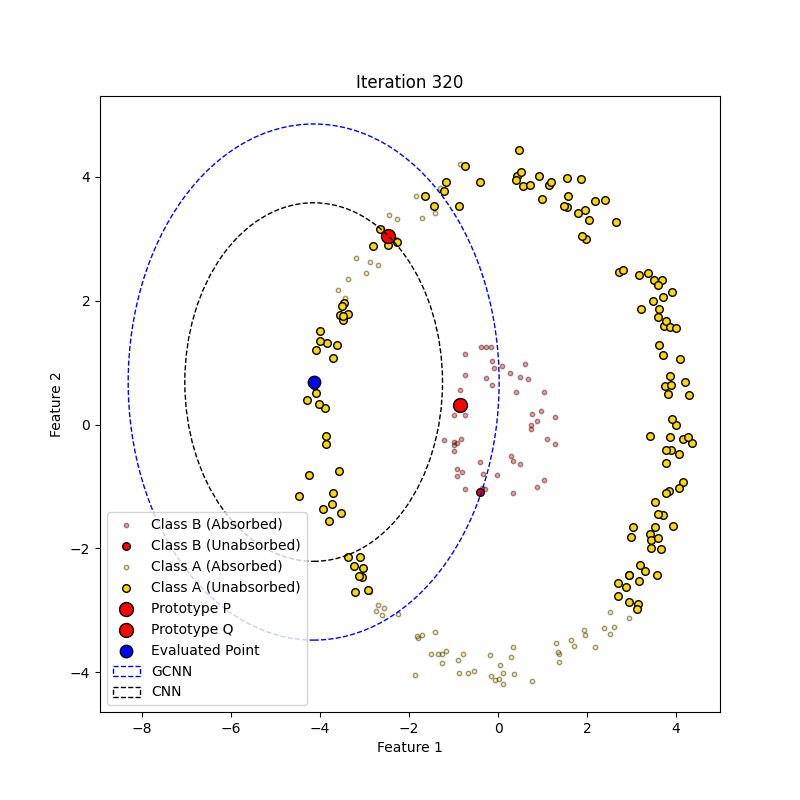 Iteration 320
Feature 2
4
2
0
−2
−4
Class B (Absorbed)
Class B (Unabsorbed)
Class A (Absorbed)
Class A (Unabsorbed)
Prototype P
Prototype Q
Evaluated Point
GCNN
CNN
−8 −6 −4 −2 0 2 4
Feature 1